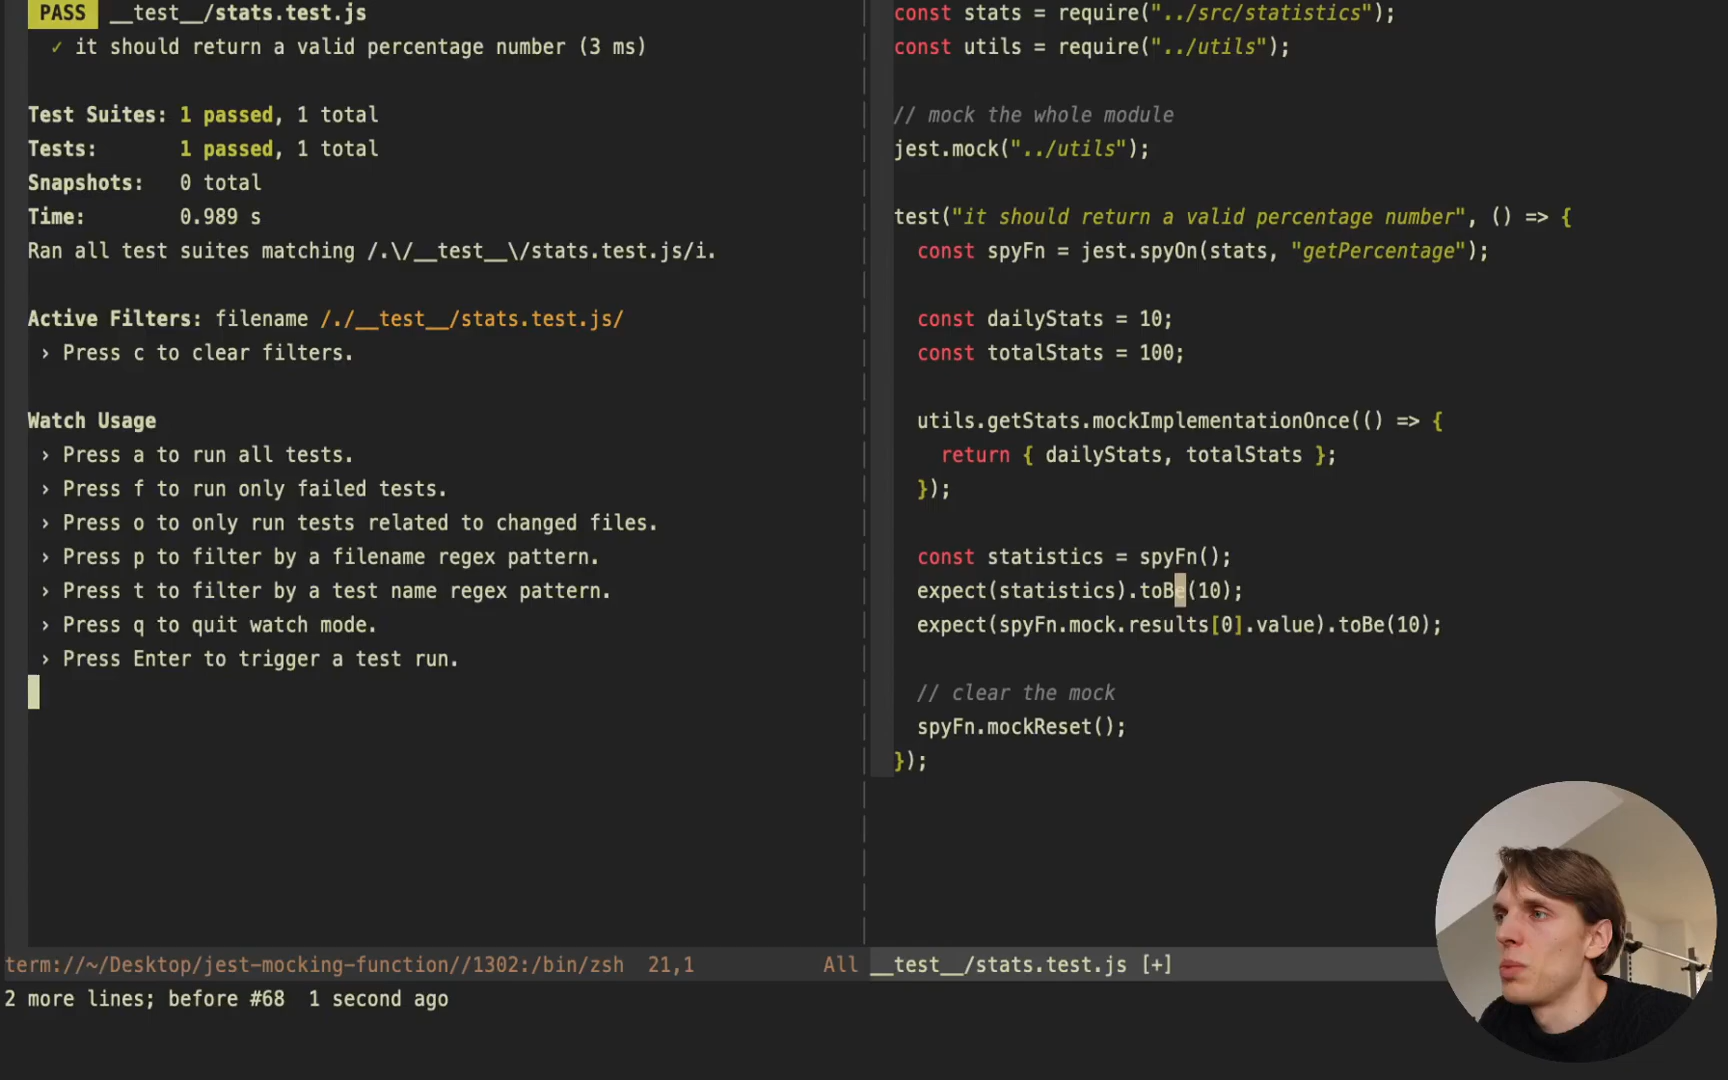 PASS __test__/stats.test.js
✓ it should return a valid percentage number (3 ms)
Test Suites: 1 passed, 1 total
Tests: 1 passed, 1 total
Snapshots: 0 total
Time: 0.989 s
Ran all test suites matching /.\/__test__\/stats.test.js/i.
Active Filters: filename /./__test__/stats.test.js/
› Press c to clear filters.
Watch Usage
› Press a to run all tests.
› Press f to run only failed tests.
› Press o to only run tests related to changed files.
› Press p to filter by a filename regex pattern.
› Press t to filter by a test name regex pattern.
› Press q to quit watch mode.
› Press Enter to trigger a test run.
term://~/Desktop/jest-mocking-function//1302:/bin/zsh 21,1 All
const stats = require("../src/statistics");
const utils = require("../utils");
// mock the whole module
jest.mock("../utils");
test("it should return a valid percentage number", () => {
const spyFn = jest.spyOn(stats, "getPercentage");
const dailyStats = 10;
const totalStats = 100;
utils.getStats.mockImplementationOnce(() => {
return { dailyStats, totalStats };
});
const statistics = spyFn();
expect(statistics).toBe(10);
expect(spyFn.mock.results[0].value).toBe(10);
// clear the mock
spyFn.mockReset();
});
__test__/stats.test.js [+]
2 more lines; before #68 1 second ago